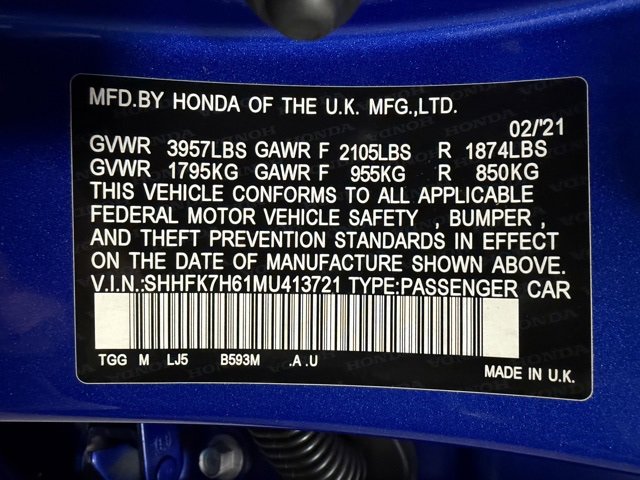 MFD.BY HONDA OF THE U.K. MFG.,LTD.
02/'21
GVWR 3957LBS GAWR F 2105LBS R 1874LBS
GVWR 1795KG GAWR F 955KG R 850KG
THIS VEHICLE CONFORMS TO ALL APPLICABLE
FEDERAL MOTOR VEHICLE SAFETY , BUMPER ,
AND THEFT PREVENTION STANDARDS IN EFFECT
ON THE DATE OF MANUFACTURE SHOWN ABOVE.
V.I.N.:SHHFK7H61MU413721 TYPE:PASSENGER CAR
TGG M LJ5 B593M .A .U
MADE IN U.K.